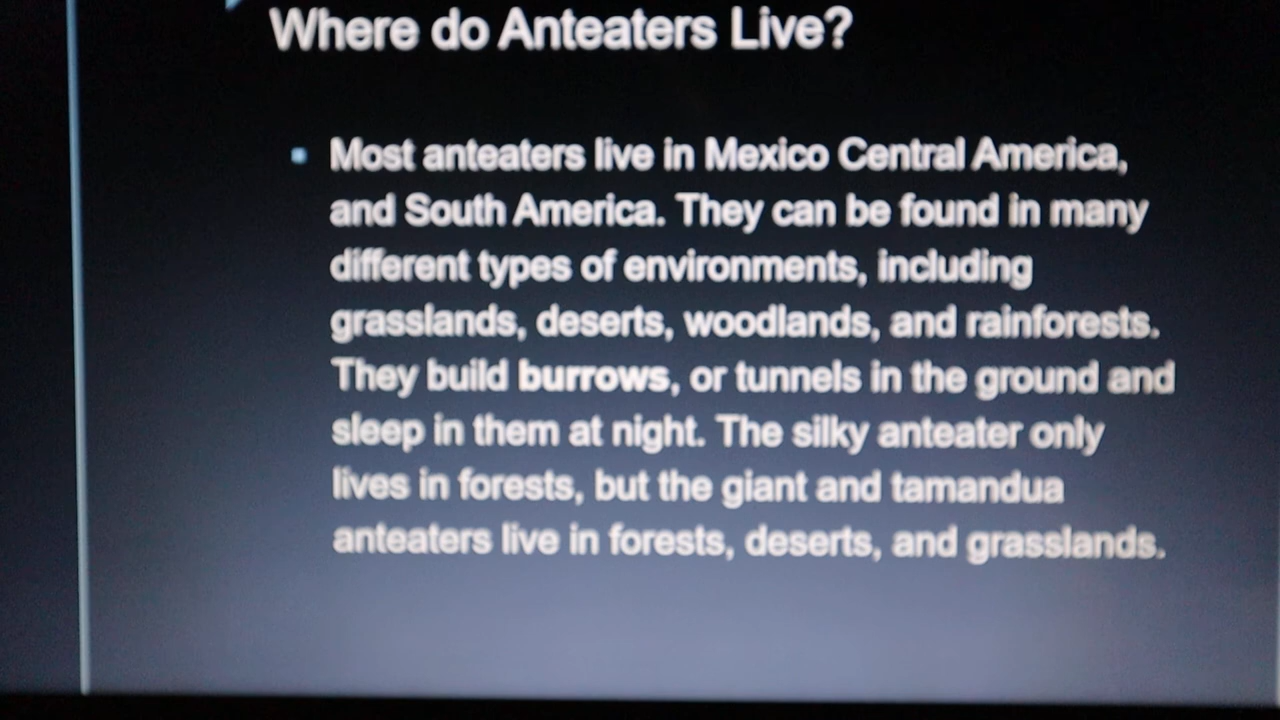 Where do Anteaters Live?
Most anteaters live in Mexico Central America,
and South America. They can be found in many
different types of environments, including
grasslands, deserts, woodlands, and rainforests.
They build burrows, or tunnels in the ground and
sleep in them at night. The silky anteater only
lives in forests, but the giant and tamandua
anteaters live in forests, deserts, and grasslands.